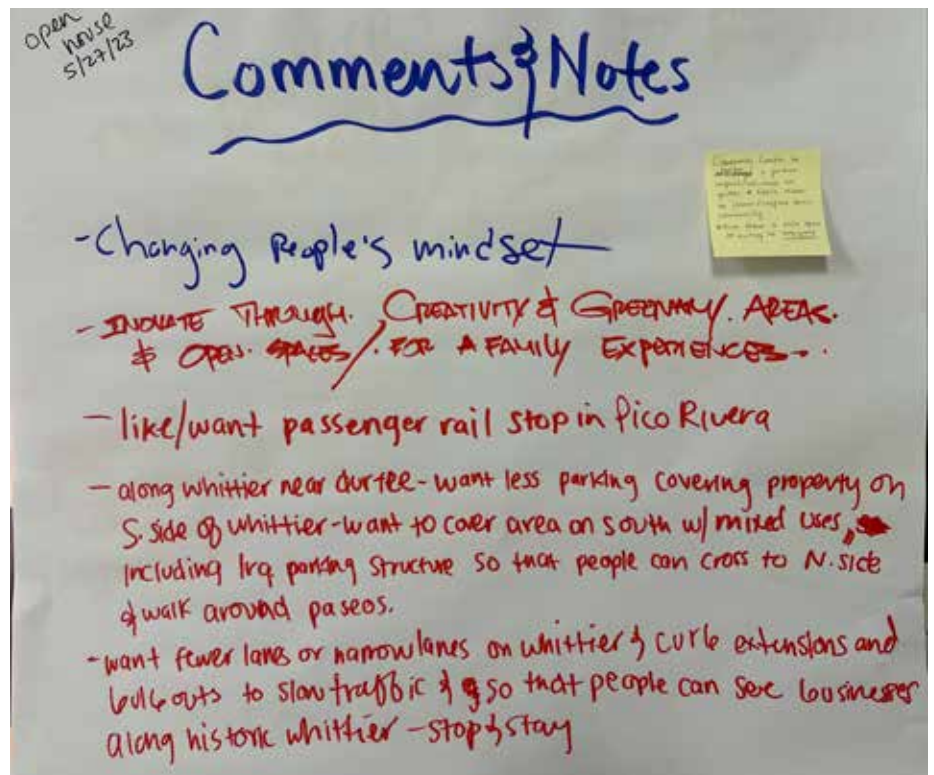 open
house
5/27/23
Comments & Notes
- Changing People's mindset
- INOVATE THROUGH. CREATIVITY & GREENARY. AREAS.
& OPEN. SPACES/. FOR A FAMILY EXPERIENCES..
- like/want passenger rail stop in Pico Rivera
- along whittier near durfee - want less parking covering property on
S. side of whittier - want to cover area on south w/ mixed uses,
including lrg parking structure so that people can cross to N. side
& walk around paseos.
- want fewer lanes or narrow lanes on whittier & curb extensions and
bulb outs to slow traffic & so that people can see businesses
along historic whittier - stop & stay
community